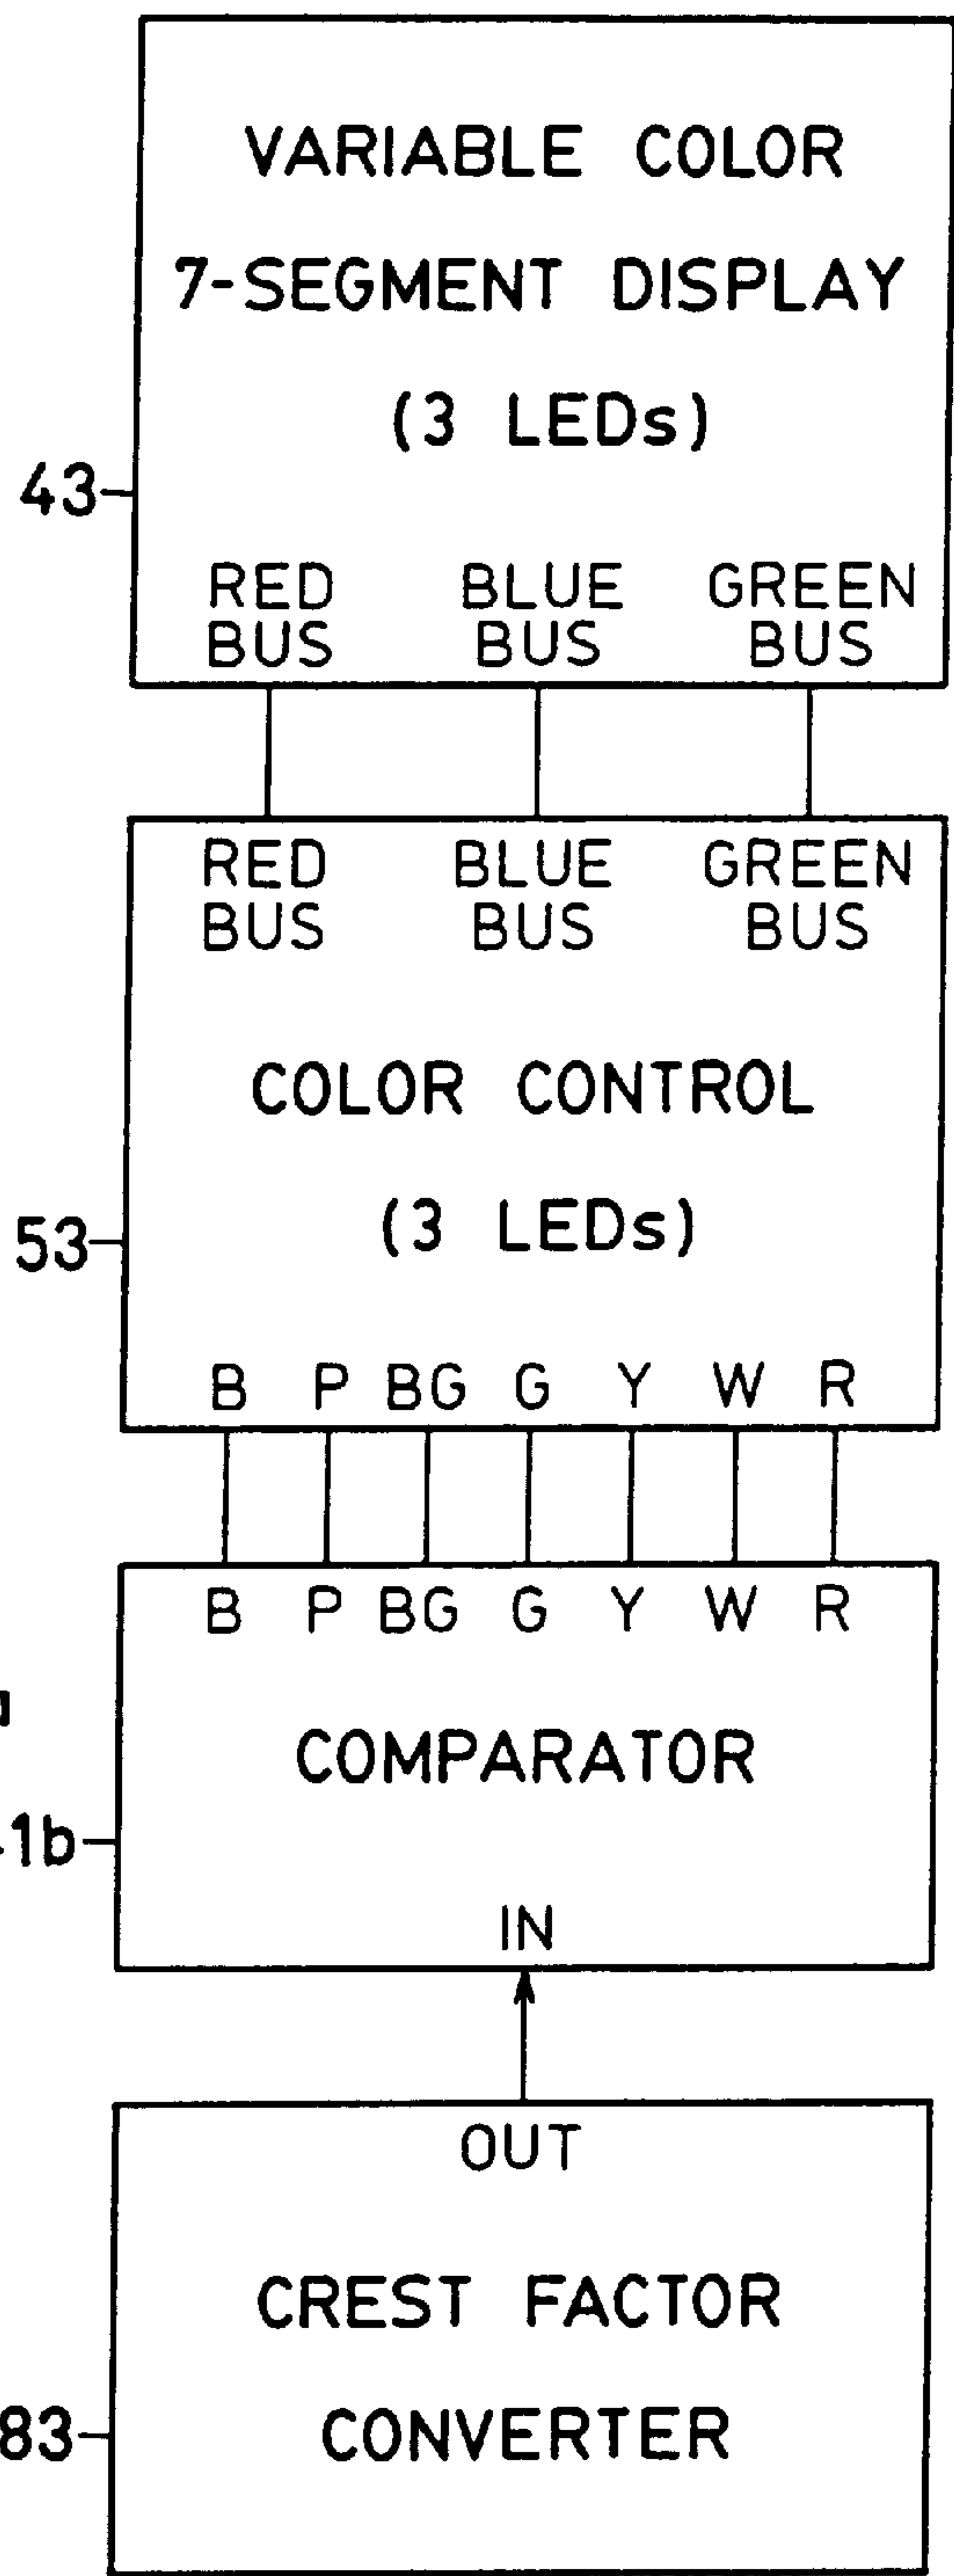 VARIABLE COLOR
7-SEGMENT DISPLAY
(3 LEDs)
43
RED BLUE GREEN
BUS BUS BUS
RED BLUE GREEN
BUS BUS BUS
COLOR CONTROL
(3 LEDs)
53
B P BG G Y W R
B P BG G Y W R
COMPARATOR
1b
IN
OUT
CREST FACTOR
CONVERTER
83